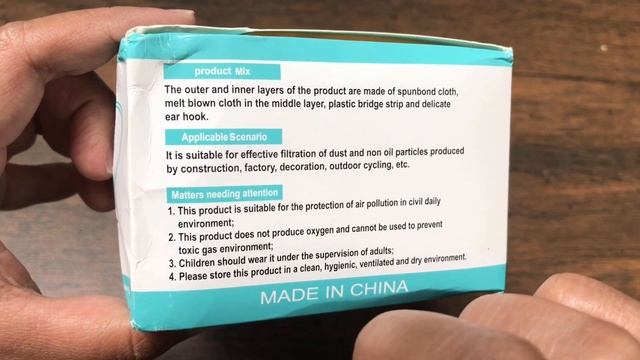 product Mix
The outer and inner layers of the product are made of spunbond cloth,
melt blown cloth in the middle layer, plastic bridge strip and delicate
ear hook.
Applicable Scenario
It is suitable for effective filtration of dust and non oil particles produced
by construction, factory, decoration, outdoor cycling, etc.
Matters needing attention
1. This product is suitable for the protection of air pollution in civil daily
environment;
2. This product does not produce oxygen and cannot be used to prevent
toxic gas environment;
3. Children should wear it under the supervision of adults;
4. Please store this product in a clean, hygienic, ventilated and dry environment.
MADE IN CHINA